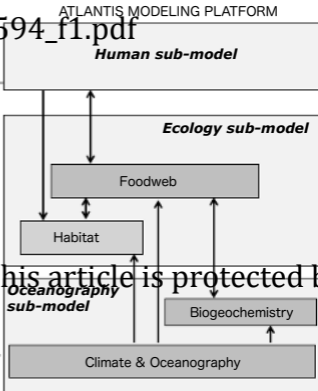 ATLANTIS MODELING PLATFORM
594_f1.pdf
Human sub-model
Ecology sub-model
Foodweb
Habitat
his article is protected b
Oceanography
sub-model
Biogeochemistry
Climate & Oceanography